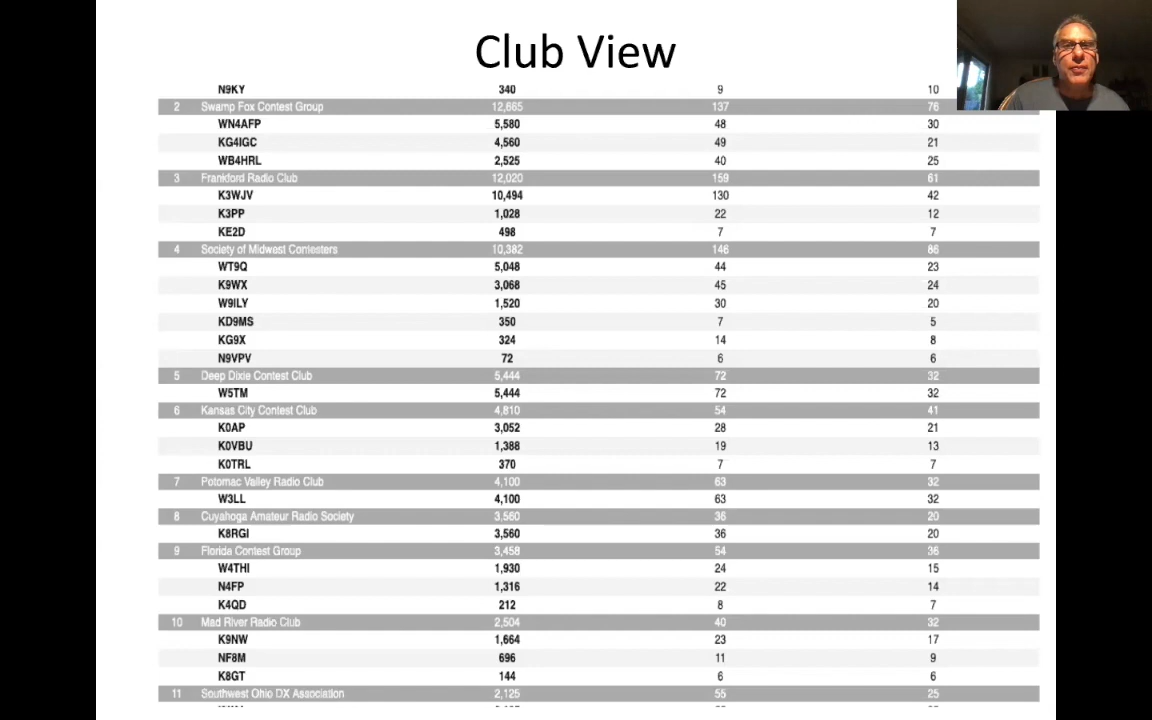 Club View
N9KY 340 9 10
2 Swamp Fox Contest Group 12,665 137 76
WN4AFP 5,580 48 30
KG4IGC 4,560 49 21
WB4HRL 2,525 40 25
3 Frankford Radio Club 12,020 159 61
K3WJV 10,494 130 42
K3PP 1,028 22 12
KE2D 498 7 7
4 Society of Midwest Contesters 10,382 146 86
WT9Q 5,048 44 23
K9WX 3,068 45 24
W9ILY 1,520 30 20
KD9MS 350 7 5
KG9X 324 14 8
N9VPV 72 6 6
5 Deep Dixie Contest Club 5,444 72 32
W5TM 5,444 72 32
6 Kansas City Contest Club 4,810 54 41
K0AP 3,052 28 21
K0VBU 1,388 19 13
K0TRL 370 7 7
7 Potomac Valley Radio Club 4,100 63 32
W3LL 4,100 63 32
8 Cuyahoga Amateur Radio Society 3,560 36 20
K8RGI 3,560 36 20
9 Florida Contest Group 3,458 54 36
W4THI 1,930 24 15
N4FP 1,316 22 14
K4QD 212 8 7
10 Mad River Radio Club 2,504 40 32
K9NW 1,664 23 17
NF8M 696 11 9
K8GT 144 6 6
11 Southwest Ohio DX Association 2,125 55 25